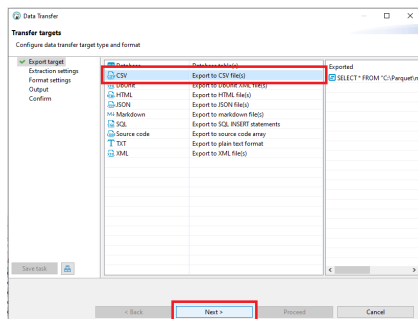 Data Transfer
Transfer targets
Configure data transfer target type and format
Export target
Extraction settings
Format settings
Output
Confirm
Database Database table(s)
CSV Export to CSV file(s)
DbUnit Export to DbUnit XML file(s)
HTML Export to HTML file(s)
JSON Export to JSON file(s)
Markdown Export to markdown file(s)
SQL Export to SQL INSERT statements
Source code Export to source code array
TXT Export to plain text format
XML Export to XML file(s)
Exported
SELECT * FROM "C:\Parquet\n
Save task
< Back
Next >
Proceed
Cancel